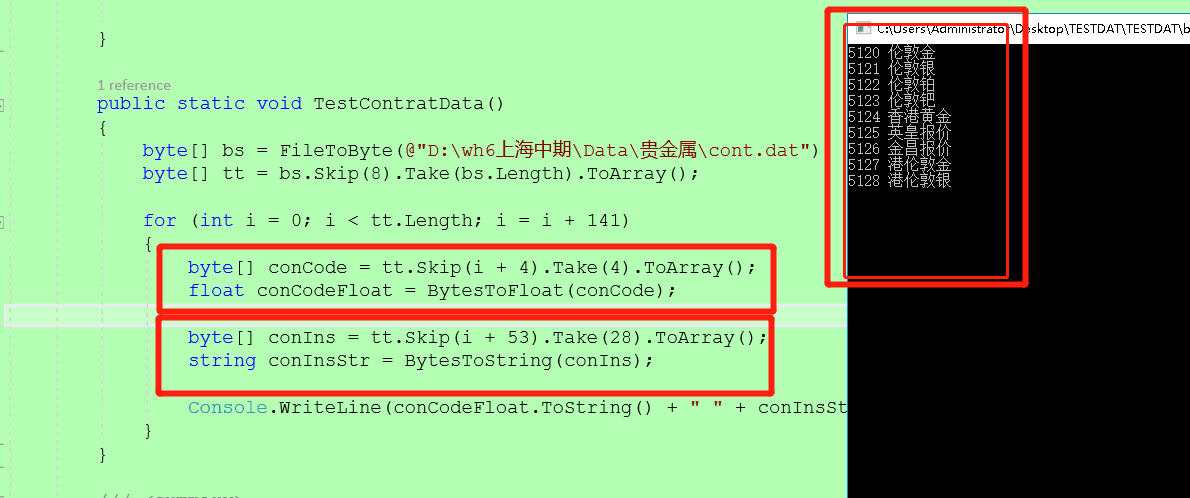 }
1 reference
public static void TestContratData()
{
byte[] bs = FileToByte(@"D:\wh6上海中期\Data\贵金属\cont.dat")
byte[] tt = bs.Skip(8).Take(bs.Length).ToArray();
for (int i = 0; i < tt.Length; i = i + 141)
{
byte[] conCode = tt.Skip(i + 4).Take(4).ToArray();
float conCodeFloat = BytesToFloat(conCode);
byte[] conIns = tt.Skip(i + 53).Take(28).ToArray();
string conInsStr = BytesToString(conIns);
Console.WriteLine(conCodeFloat.ToString() + " " + conInsSt
}
}
C:\Users\Administrator\Desktop\TESTDAT\TESTDAT\b
5120 伦敦金
5121 伦敦银
5122 伦敦铂
5123 伦敦钯
5124 香港黄金
5125 英皇报价
5126 金昌报价
5127 港伦敦金
5128 港伦敦银